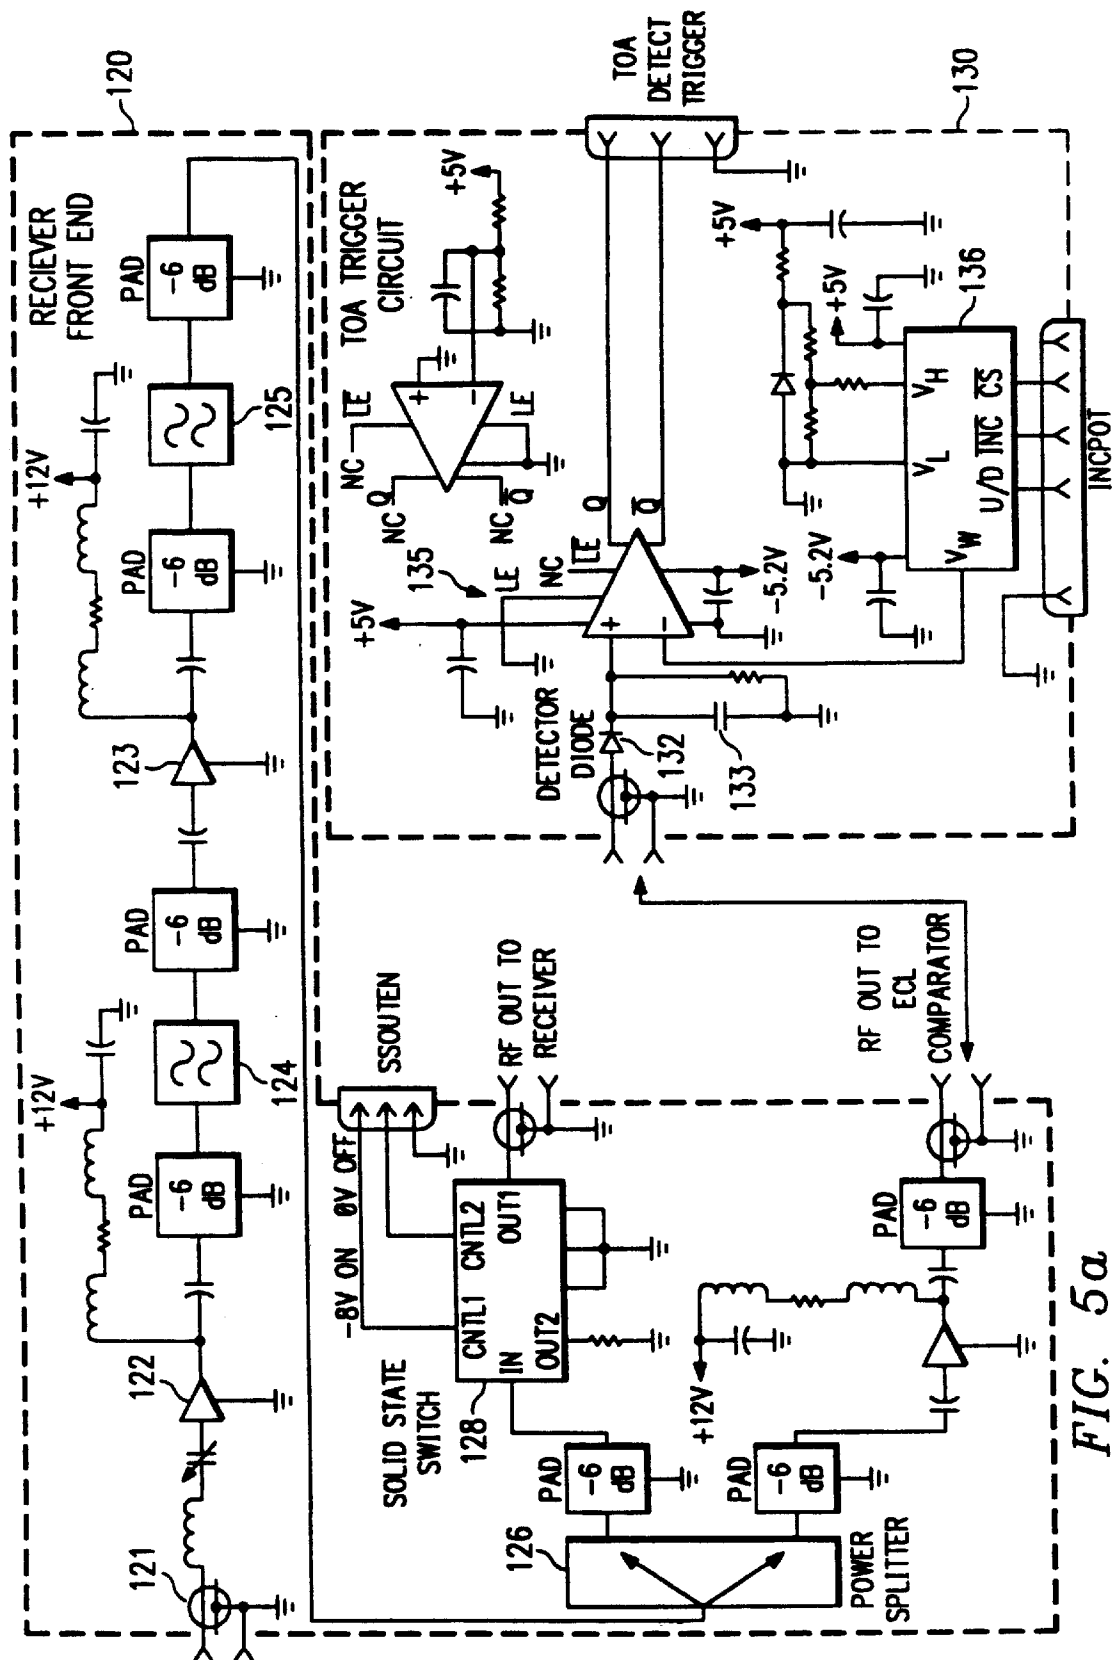 RECIEVER
FRONT END
120
121
122
+12V
PAD
-6
dB
124
PAD
-6
dB
123
+12V
PAD
-6
dB
125
PAD
-6
dB
126
POWER
SPLITTER
PAD
-6
dB
PAD
-6
dB
SOLID STATE
SWITCH
128
-8V ON 0V OFF
SSOUTEN
CNTL1 CNTL2
IN
OUT1
OUT2
RF OUT TO
RECEIVER
+12V
PAD
-6
dB
RF OUT TO
ECL
COMPARATOR
TOA TRIGGER
CIRCUIT
+5V
NC
LE
+
-
LE
NC
Q
NC
Q
135
+5V
LE
NC
LE
Q
Q
+
-
DETECTOR
DIODE
132
133
-5.2V
TOA
DETECT
TRIGGER
130
+5V
+5V
136
-5.2V
VW
VL
VH
U/D INC CS
INCPOT
FIG. 5a